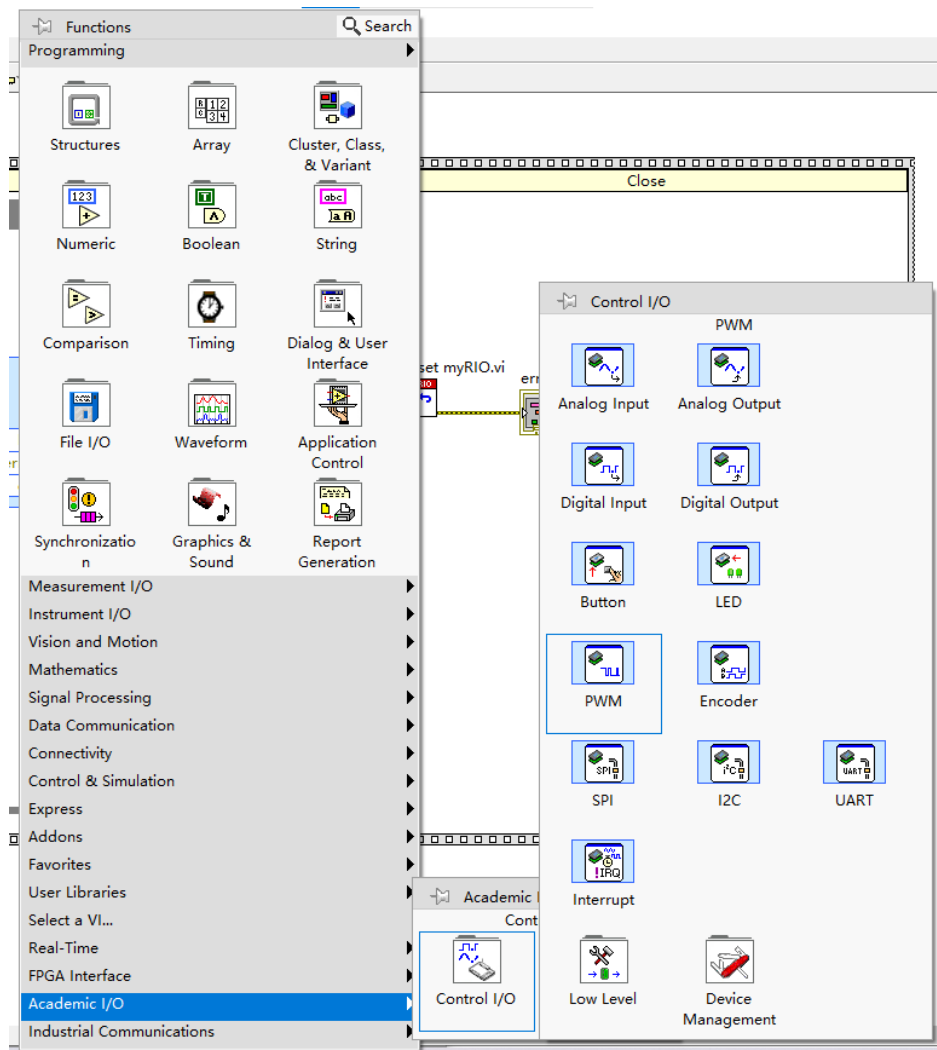 Functions
Search
Programming
Structures
Array
Cluster, Class,
& Variant
Numeric
Boolean
String
Comparison
Timing
Dialog & User
Interface
File I/O
Waveform
Application
Control
Synchronizatio
n
Graphics &
Sound
Report
Generation
Measurement I/O
Instrument I/O
Vision and Motion
Mathematics
Signal Processing
Data Communication
Connectivity
Control & Simulation
Express
Addons
Favorites
User Libraries
Select a VI...
Real-Time
FPGA Interface
Academic I/O
Industrial Communications
Close
set myRIO.vi
err
Academic I
Cont
Control I/O
Control I/O
PWM
Analog Input
Analog Output
Digital Input
Digital Output
Button
LED
PWM
Encoder
SPI
I2C
UART
Interrupt
Low Level
Device
Management